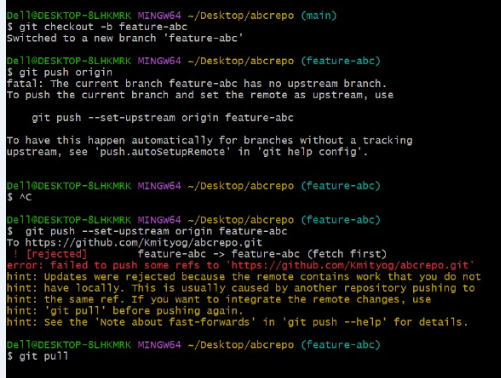 Dell@DESKTOP-8LHKMRK MINGW64 ~/Desktop/abcrepo (main)
$ git checkout -b feature-abc
Switched to a new branch 'feature-abc'
Dell@DESKTOP-8LHKMRK MINGW64 ~/Desktop/abcrepo (feature-abc)
$ git push origin
fatal: The current branch feature-abc has no upstream branch.
To push the current branch and set the remote as upstream, use
git push --set-upstream origin feature-abc
To have this happen automatically for branches without a tracking
upstream, see 'push.autoSetupRemote' in 'git help config'.
Dell@DESKTOP-8LHKMRK MINGW64 ~/Desktop/abcrepo (feature-abc)
$ ^C
Dell@DESKTOP-8LHKMRK MINGW64 ~/Desktop/abcrepo (feature-abc)
$  git push --set-upstream origin feature-abc
To https://github.com/Kmityog/abcrepo.git
! [rejected]        feature-abc -> feature-abc (fetch first)
error: failed to push some refs to 'https://github.com/Kmityog/abcrepo.git'
hint: Updates were rejected because the remote contains work that you do not
hint: have locally. This is usually caused by another repository pushing to
hint: the same ref. If you want to integrate the remote changes, use
hint: 'git pull' before pushing again.
hint: See the 'Note about fast-forwards' in 'git push --help' for details.
Dell@DESKTOP-8LHKMRK MINGW64 ~/Desktop/abcrepo (feature-abc)
$ git pull